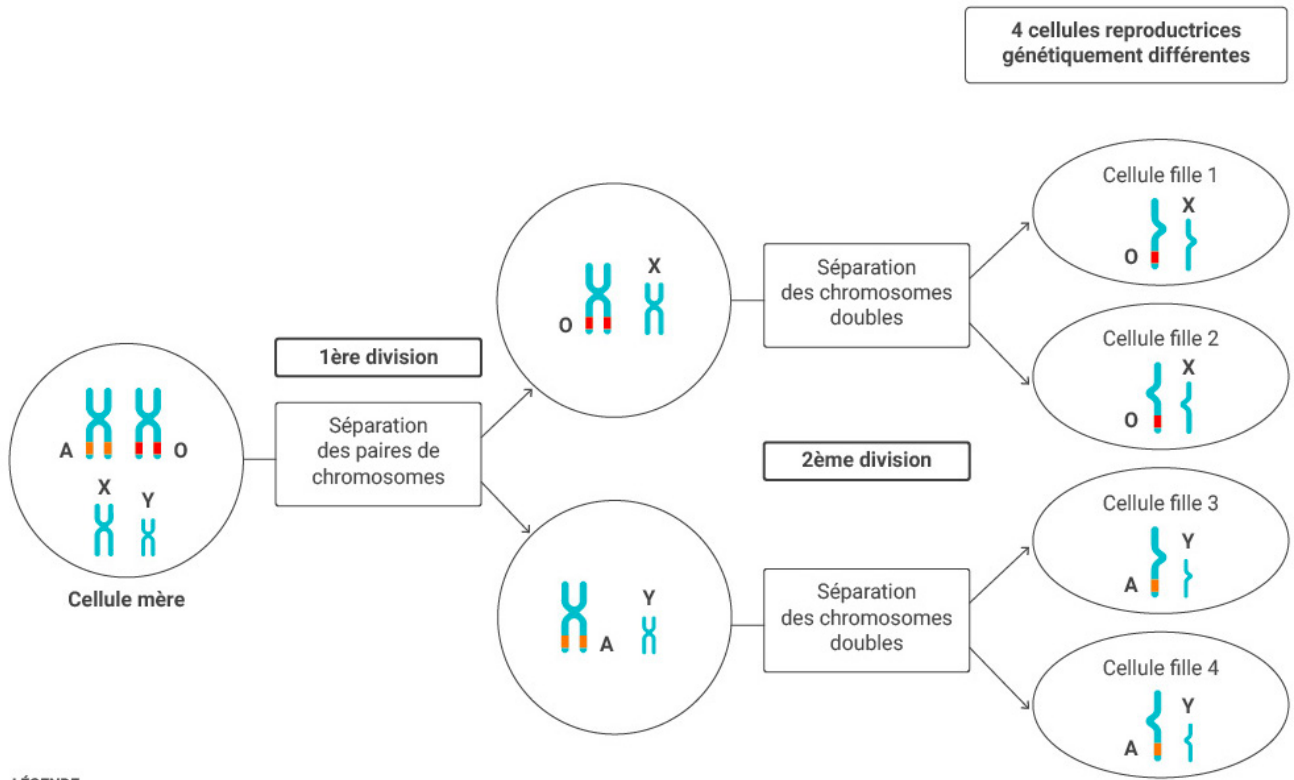 4 cellules reproductrices
génétiquement différentes
Cellule fille 1
X
O
X
O
Séparation
des chromosomes
doubles
Cellule fille 2
X
O
1ère division
A
O
X
Y
Cellule mère
Séparation
des paires de
chromosomes
2ème division
Cellule fille 3
Y
A
Y
A
Séparation
des chromosomes
doubles
Cellule fille 4
Y
A